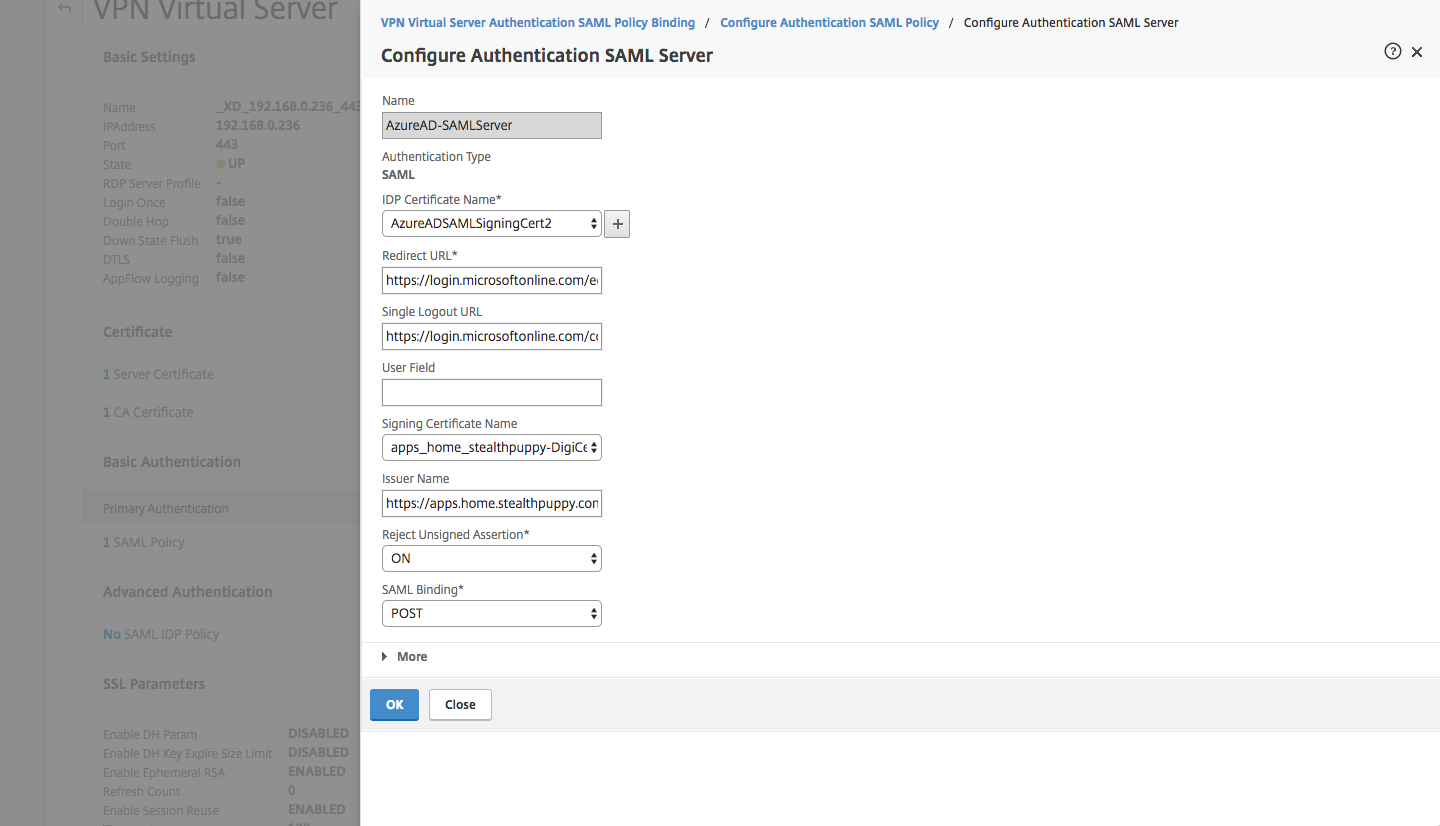 VPN Virtual Server
Basic Settings
Name _XD_192.168.0.236_443
IPAddress 192.168.0.236
Port 443
State UP
RDP Server Profile -
Login Once false
Double Hop false
Down State Flush true
DTLS false
AppFlow Logging false
Certificate
1 Server Certificate
1 CA Certificate
Basic Authentication
Primary Authentication
1 SAML Policy
Advanced Authentication
No SAML IDP Policy
SSL Parameters
Enable DH Param DISABLED
Enable DH Key Expire Size Limit DISABLED
Enable Ephemeral RSA ENABLED
Refresh Count 0
Enable Session Reuse ENABLED
VPN Virtual Server Authentication SAML Policy Binding / Configure Authentication SAML Policy / Configure Authentication SAML Server
Configure Authentication SAML Server
Name
AzureAD-SAMLServer
Authentication Type
SAML
IDP Certificate Name*
AzureADSAMLSigningCert2
+
Redirect URL*
https://login.microsoftonline.com/e
Single Logout URL
https://login.microsoftonline.com/c
User Field
Signing Certificate Name
apps_home_stealthpuppy-DigiCe
Issuer Name
https://apps.home.stealthpuppy.con
Reject Unsigned Assertion*
ON
SAML Binding*
POST
More
OK
Close